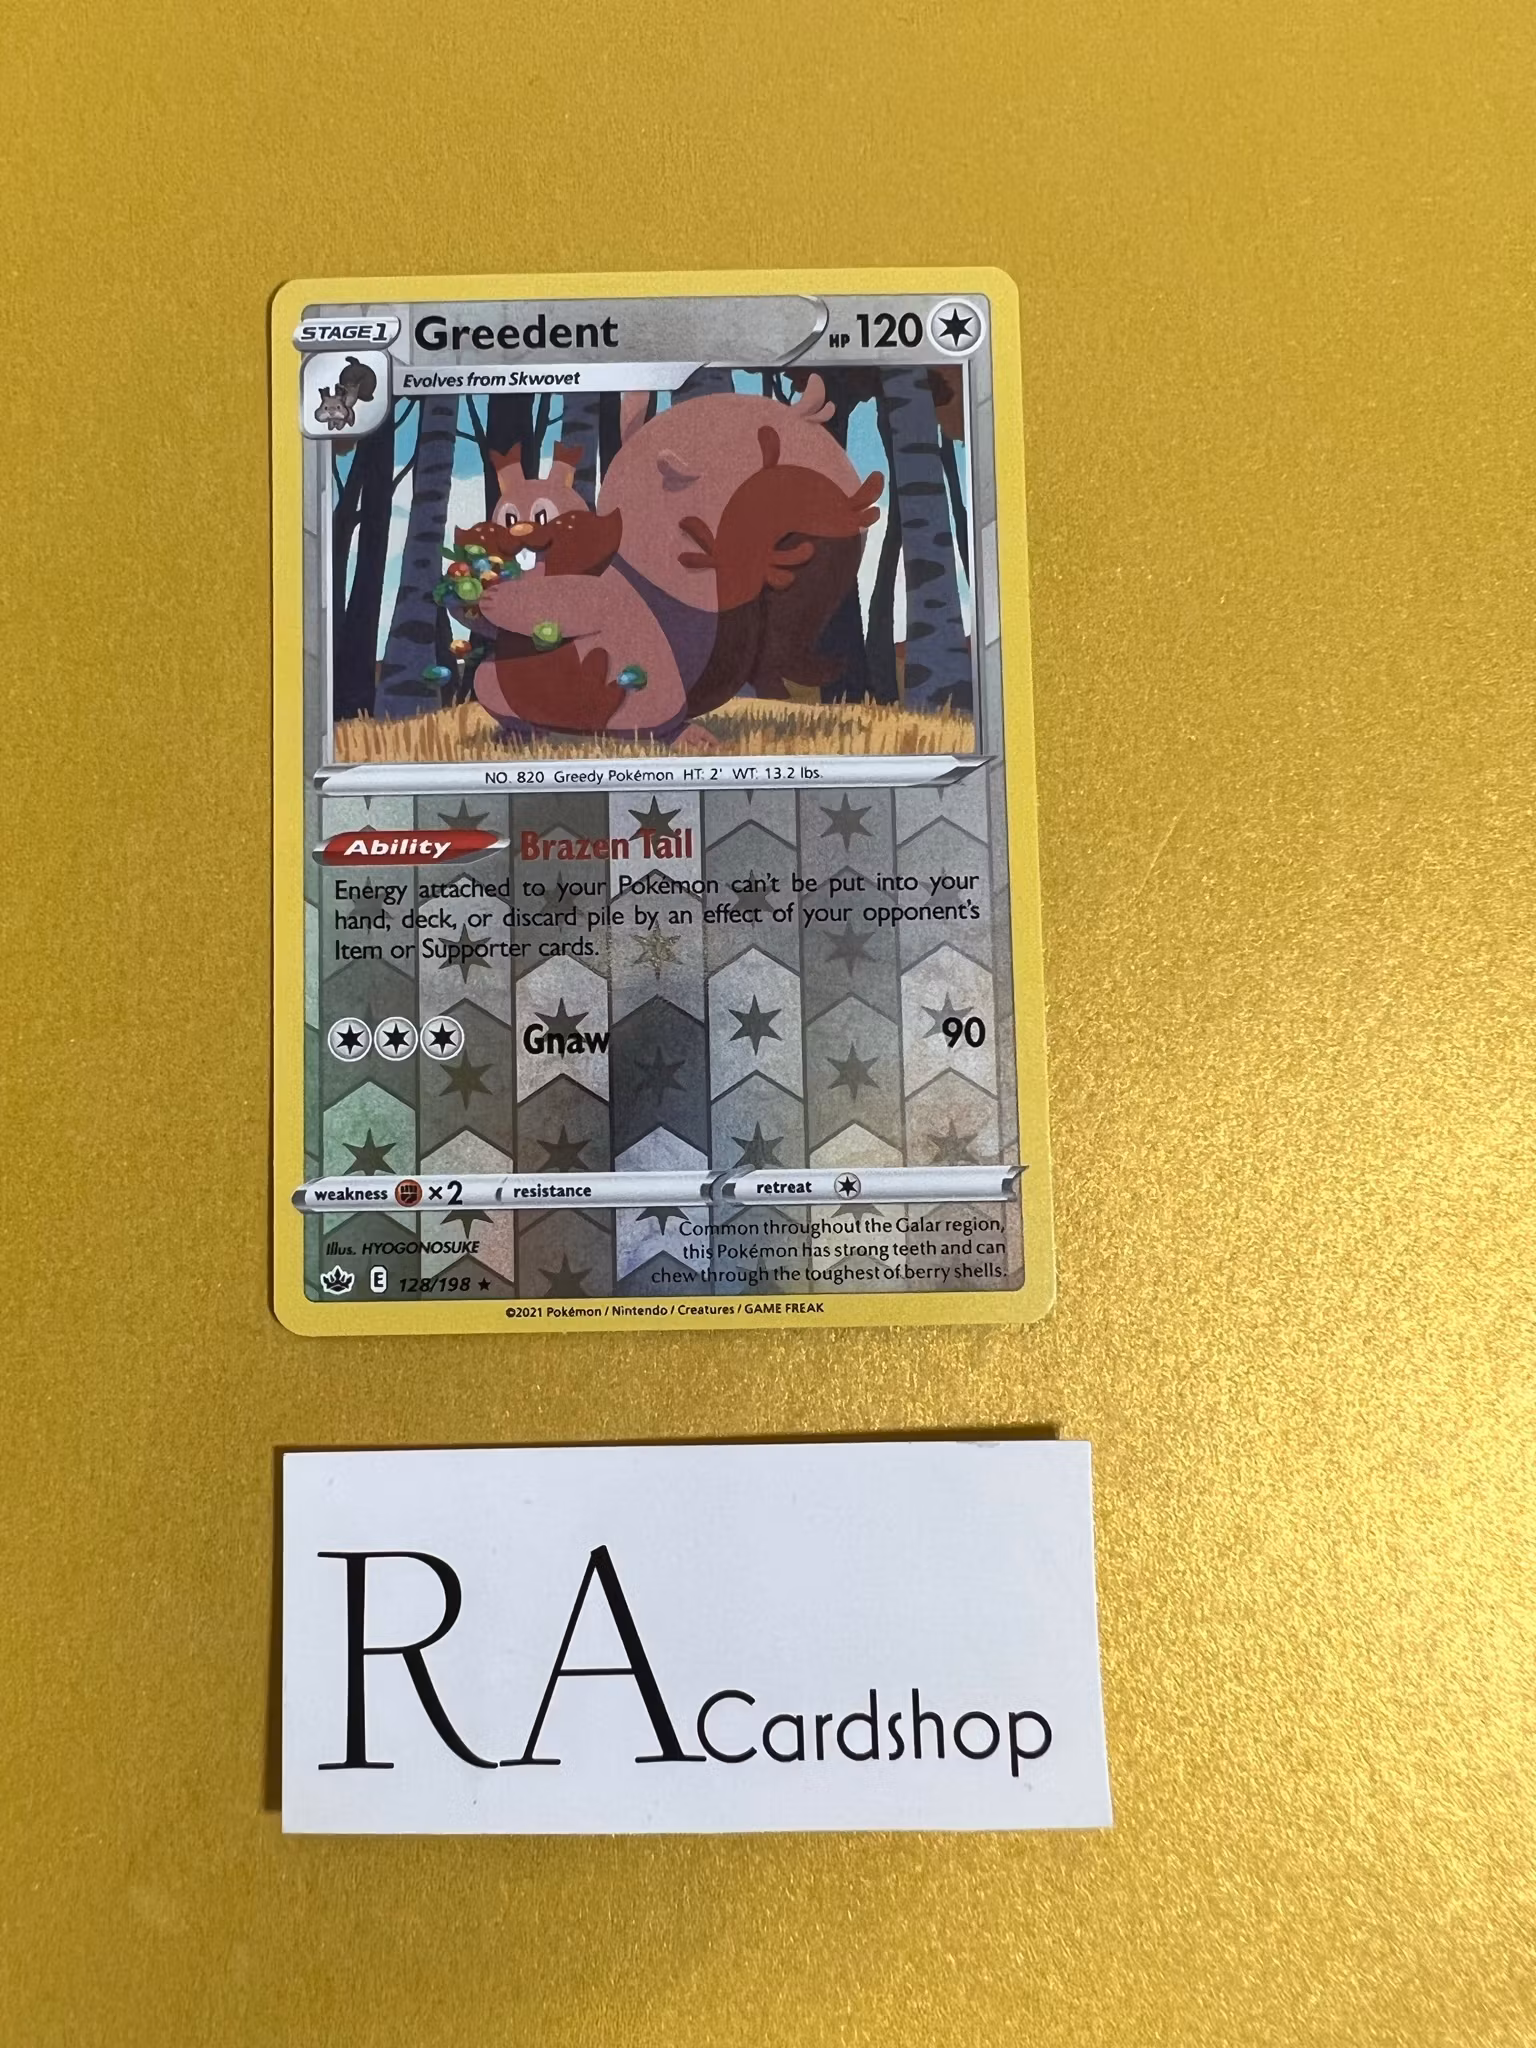 STAGE 1 Greedent HP 120
Evolves from Skwovet
NO. 820 Greedy Pokémon HT: 2' WT: 13.2 lbs.
Ability Brazen Tail
Energy attached to your Pokémon can't be put into your
hand, deck, or discard pile by an effect of your opponent's
Item or Supporter cards.
Gnaw 90
weakness ×2 resistance retreat
Common throughout the Galar region,
this Pokémon has strong teeth and can
chew through the toughest of berry shells.
Illus. HYOGONOSUKE
E 128/198 ★
©2021 Pokémon / Nintendo / Creatures / GAME FREAK
RA Cardshop